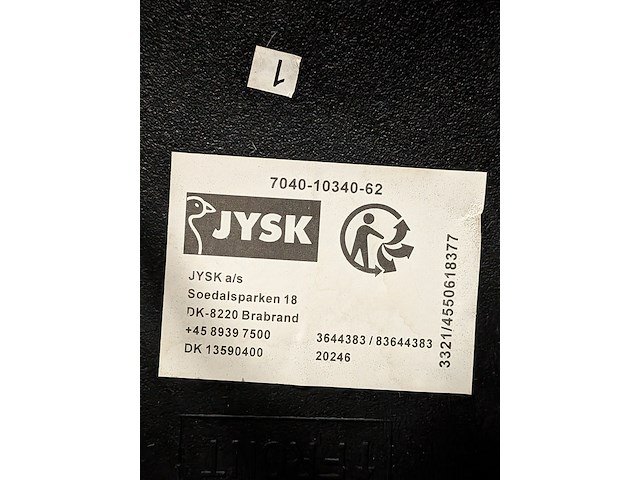 1
7040-10340-62
JYSK
JYSK a/s
Soedalsparken 18
DK-8220 Brabrand
+45 8939 7500
DK 13590400
3644383 / 83644383
20246
3321/4550618377
FRONT